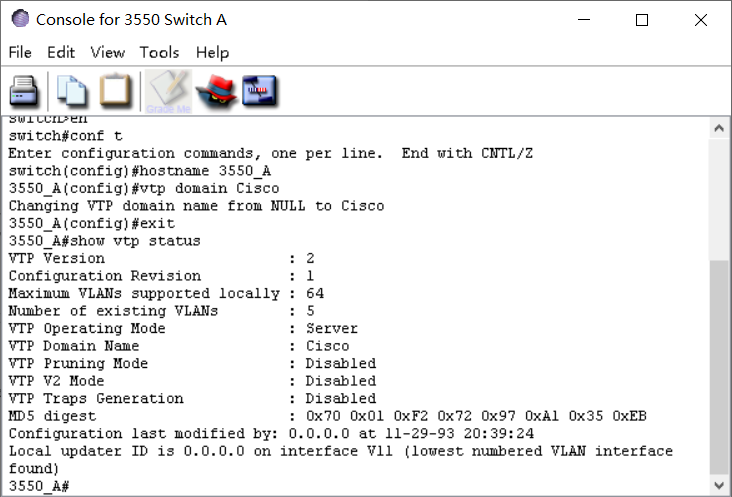 Console for 3550 Switch A
File Edit View Tools Help
Grade Me
switch>en
switch#conf t
Enter configuration commands, one per line.  End with CNTL/Z
switch(config)#hostname 3550_A
3550_A(config)#vtp domain Cisco
Changing VTP domain name from NULL to Cisco
3550_A(config)#exit
3550_A#show vtp status
VTP Version                     : 2
Configuration Revision          : 1
Maximum VLANs supported locally : 64
Number of existing VLANs        : 5
VTP Operating Mode              : Server
VTP Domain Name                 : Cisco
VTP Pruning Mode                : Disabled
VTP V2 Mode                     : Disabled
VTP Traps Generation            : Disabled
MD5 digest                      : 0x70 0x01 0xF2 0x72 0x97 0xA1 0x35 0xEB
Configuration last modified by: 0.0.0.0 at 11-29-93 20:39:24
Local updater ID is 0.0.0.0 on interface Vl1 (lowest numbered VLAN interface
found)
3550_A#